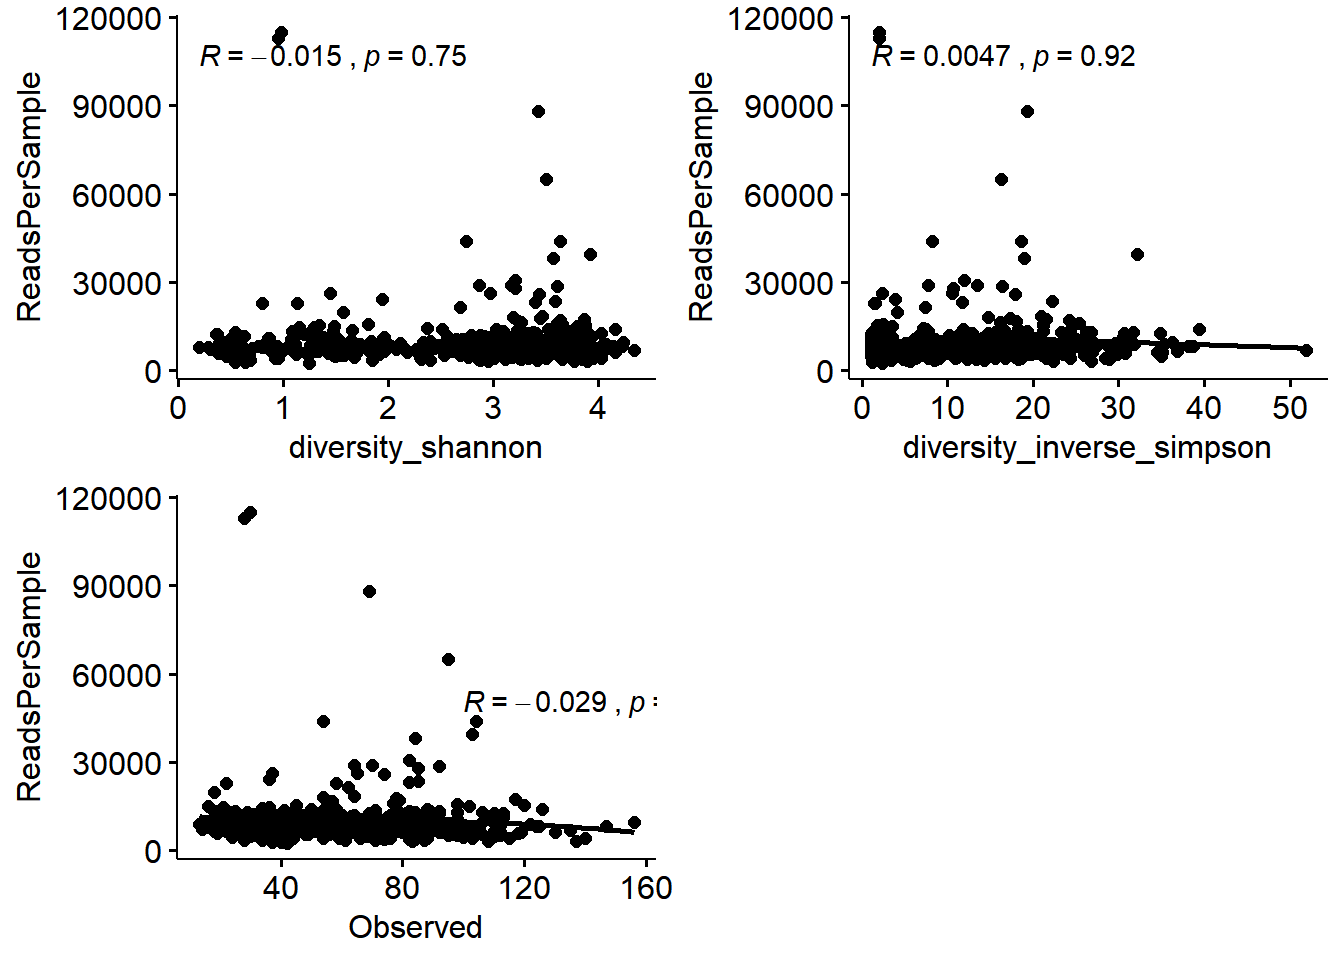 120000
R = −0.015 , p = 0.75
90000
60000
30000
0
ReadsPerSample
0 1 2 3 4
diversity_shannon
120000
R = 0.0047 , p = 0.92
90000
60000
30000
0
ReadsPerSample
0 10 20 30 40 50
diversity_inverse_simpson
120000
90000
60000
R = −0.029 , p =
30000
0
ReadsPerSample
40 80 120 160
Observed